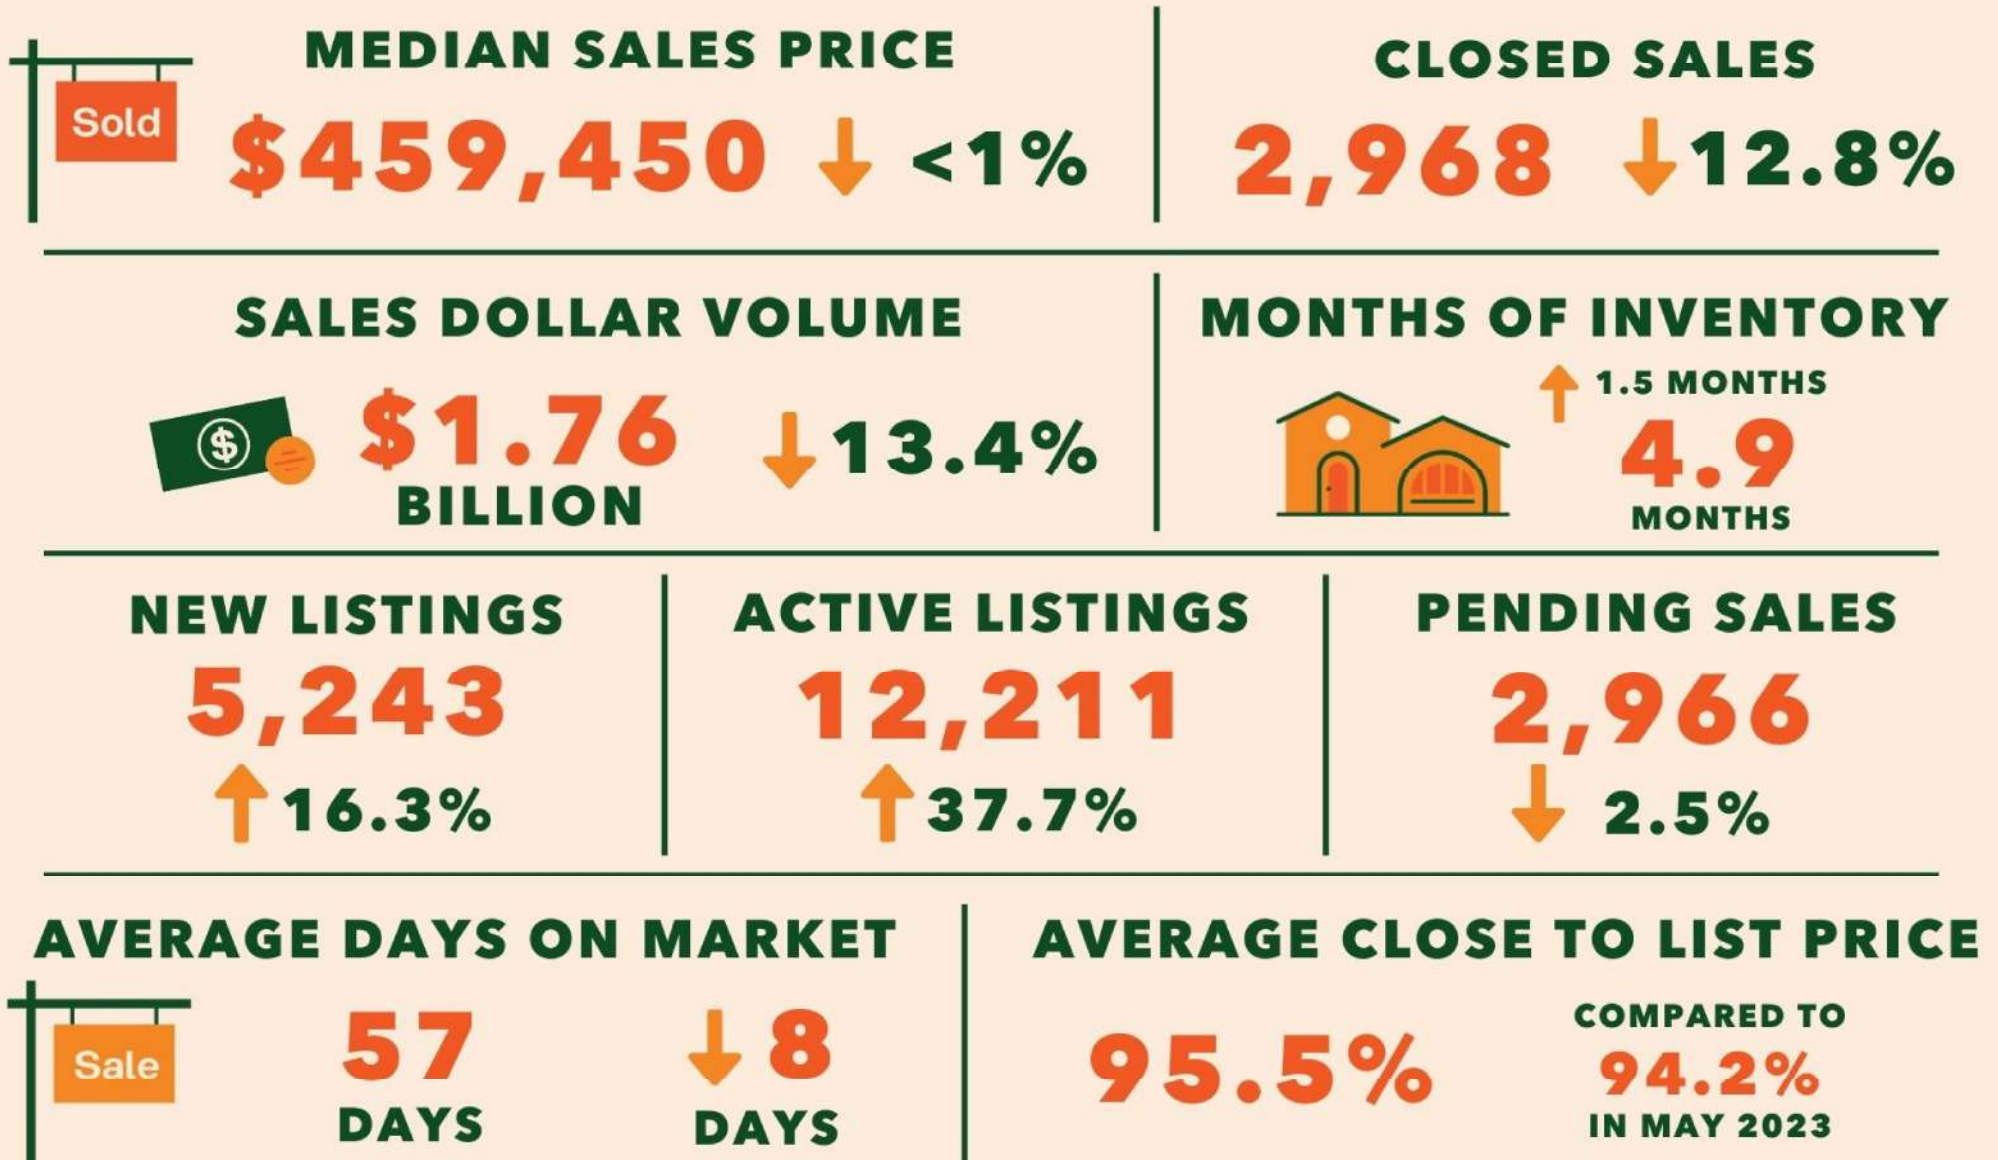 MEDIAN SALES PRICE
Sold
$459,450 ↓ <1%
CLOSED SALES
2,968 ↓ 12.8%
SALES DOLLAR VOLUME
$
$1.76
BILLION
↓ 13.4%
MONTHS OF INVENTORY
↑ 1.5 MONTHS
4.9
MONTHS
NEW LISTINGS
5,243
↑ 16.3%
ACTIVE LISTINGS
12,211
↑ 37.7%
PENDING SALES
2,966
↓ 2.5%
AVERAGE DAYS ON MARKET
Sale
57
DAYS
↓ 8
DAYS
AVERAGE CLOSE TO LIST PRICE
95.5%
COMPARED TO
94.2%
IN MAY 2023